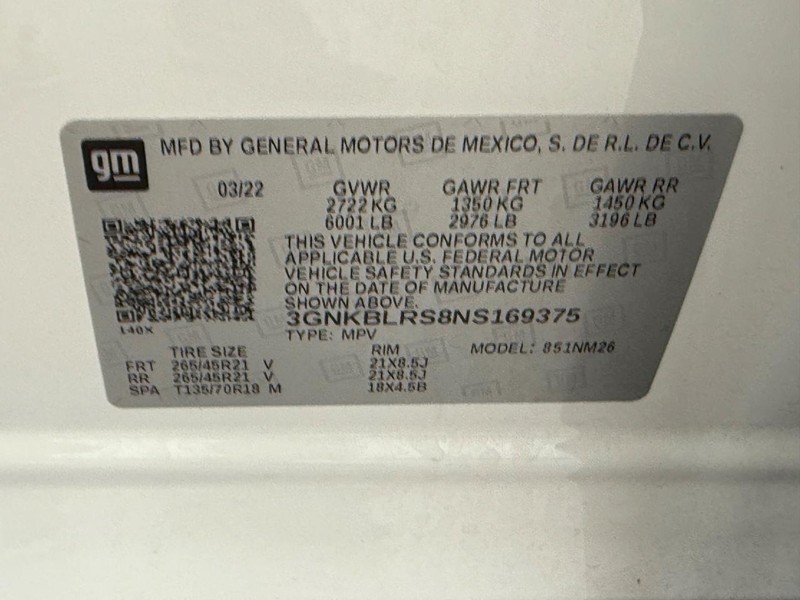 gm
MFD BY GENERAL MOTORS DE MEXICO, S. DE R.L. DE C.V.
03/22 GVWR GAWR FRT GAWR RR
2722 KG 1350 KG 1450 KG
6001 LB 2976 LB 3196 LB
THIS VEHICLE CONFORMS TO ALL
APPLICABLE U.S. FEDERAL MOTOR
VEHICLE SAFETY STANDARDS IN EFFECT
ON THE DATE OF MANUFACTURE
SHOWN ABOVE.
140X
3GNKBLRS8NS169375
TYPE: MPV
TIRE SIZE RIM MODEL: 851NM26
FRT 265/45R21 V 21X8.5J
RR 265/45R21 V 21X8.5J
SPA T135/70R18 M 18X4.5B